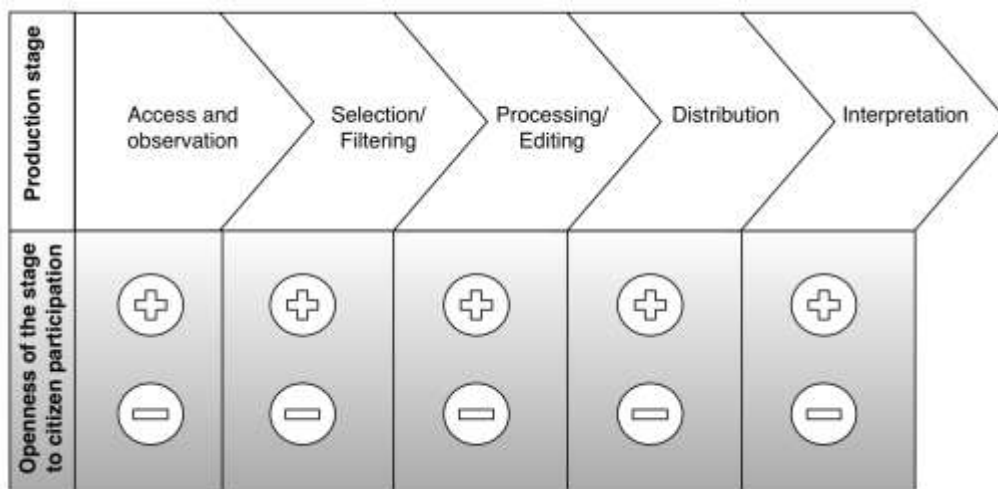 Production stage
Access and
observation
Selection/
Filtering
Processing/
Editing
Distribution
Interpretation
Openness of the stage
to citizen participation